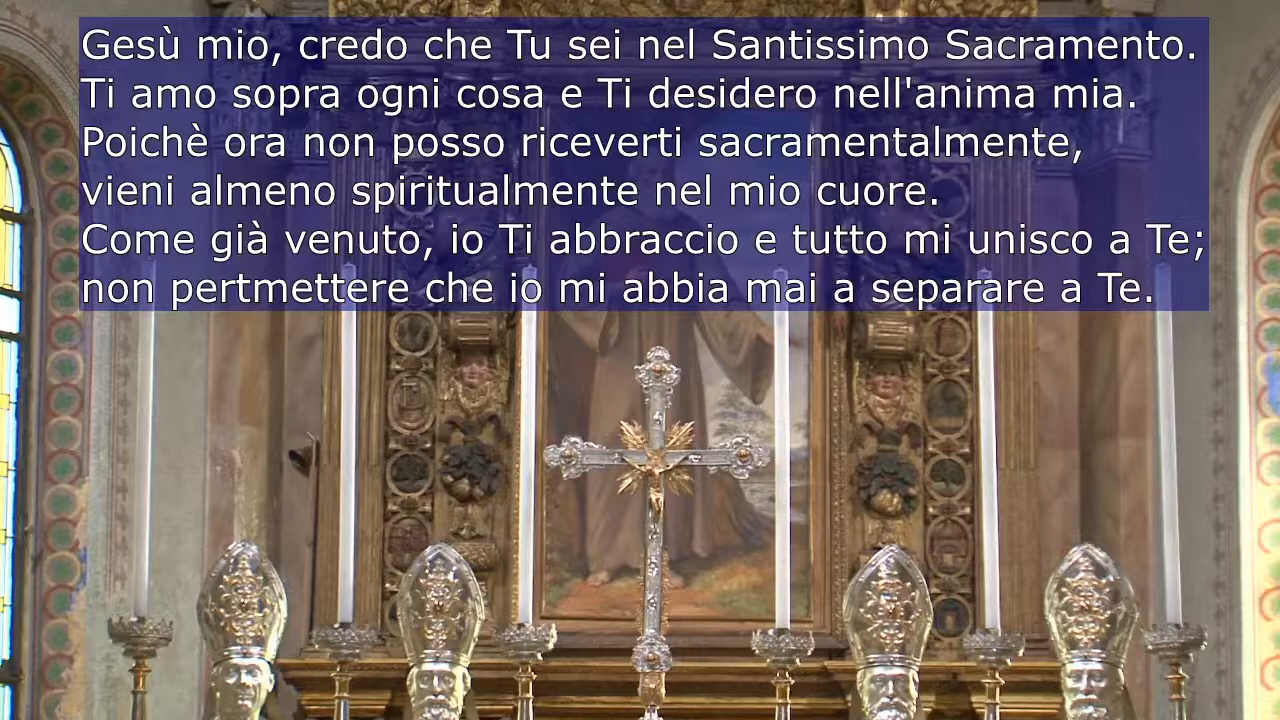 Gesù mio, credo che Tu sei nel Santissimo Sacramento.
Ti amo sopra ogni cosa e Ti desidero nell'anima mia.
Poichè ora non posso riceverti sacramentalmente,
vieni almeno spiritualmente nel mio cuore.
Come già venuto, io Ti abbraccio e tutto mi unisco a Te;
non pertmettere che io mi abbia mai a separare a Te.